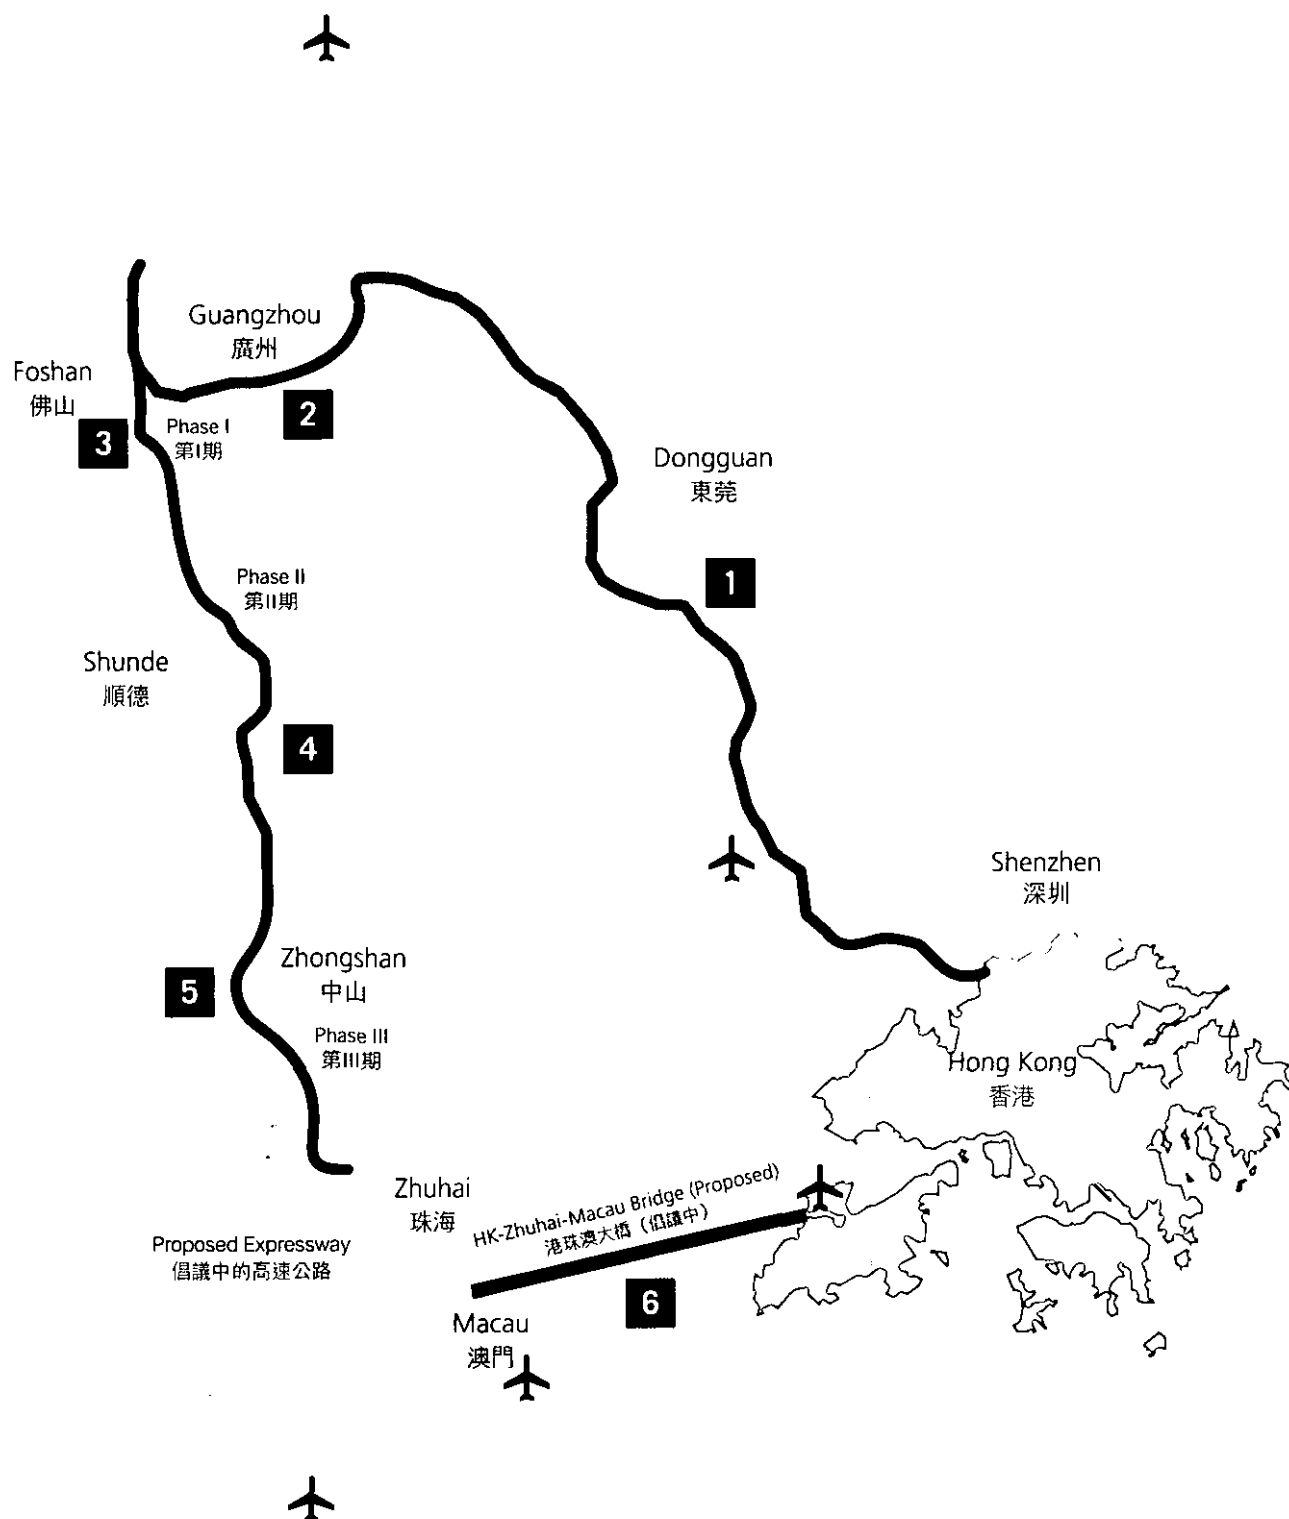 Guangzhou
廣州
Foshan
佛山
2
3
Phase I
第I期
Dongguan
東莞
Phase II
第II期
1
Shunde
順德
4
Shenzhen
深圳
Zhongshan
中山
5
Phase III
第III期
Hong Kong
香港
Zhuhai
珠海
HK-Zhuhai-Macau Bridge (Proposed)
港珠澳大橋（倡議中）
Proposed Expressway
倡議中的高速公路
6
Macau
澳門